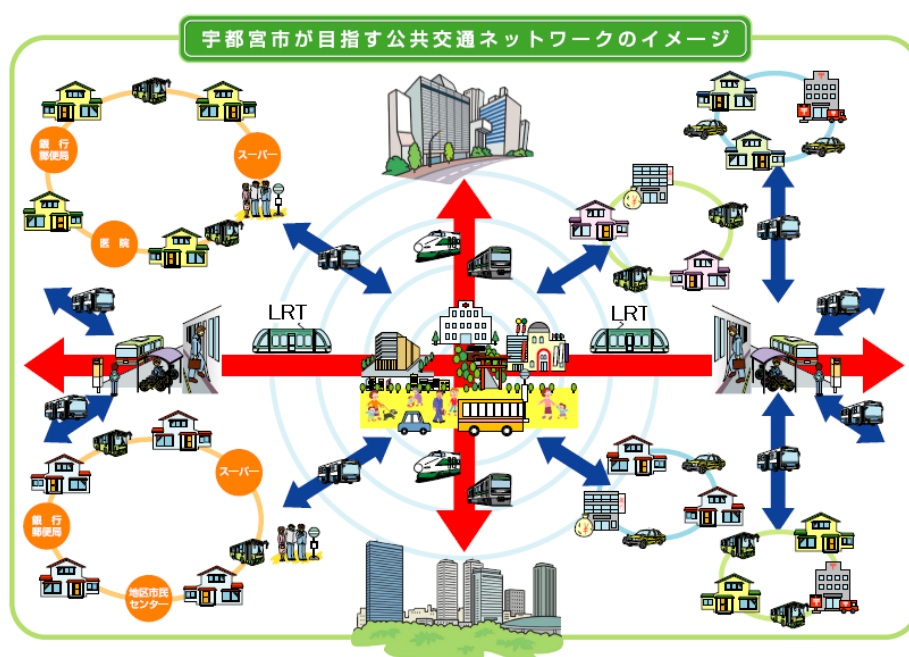 宇都宮市が目指す公共交通ネットワークのイメージ
銀行
郵便局
スーパー
医院
LRT
LRT
スーパー
銀行
郵便局
地区市民
センター